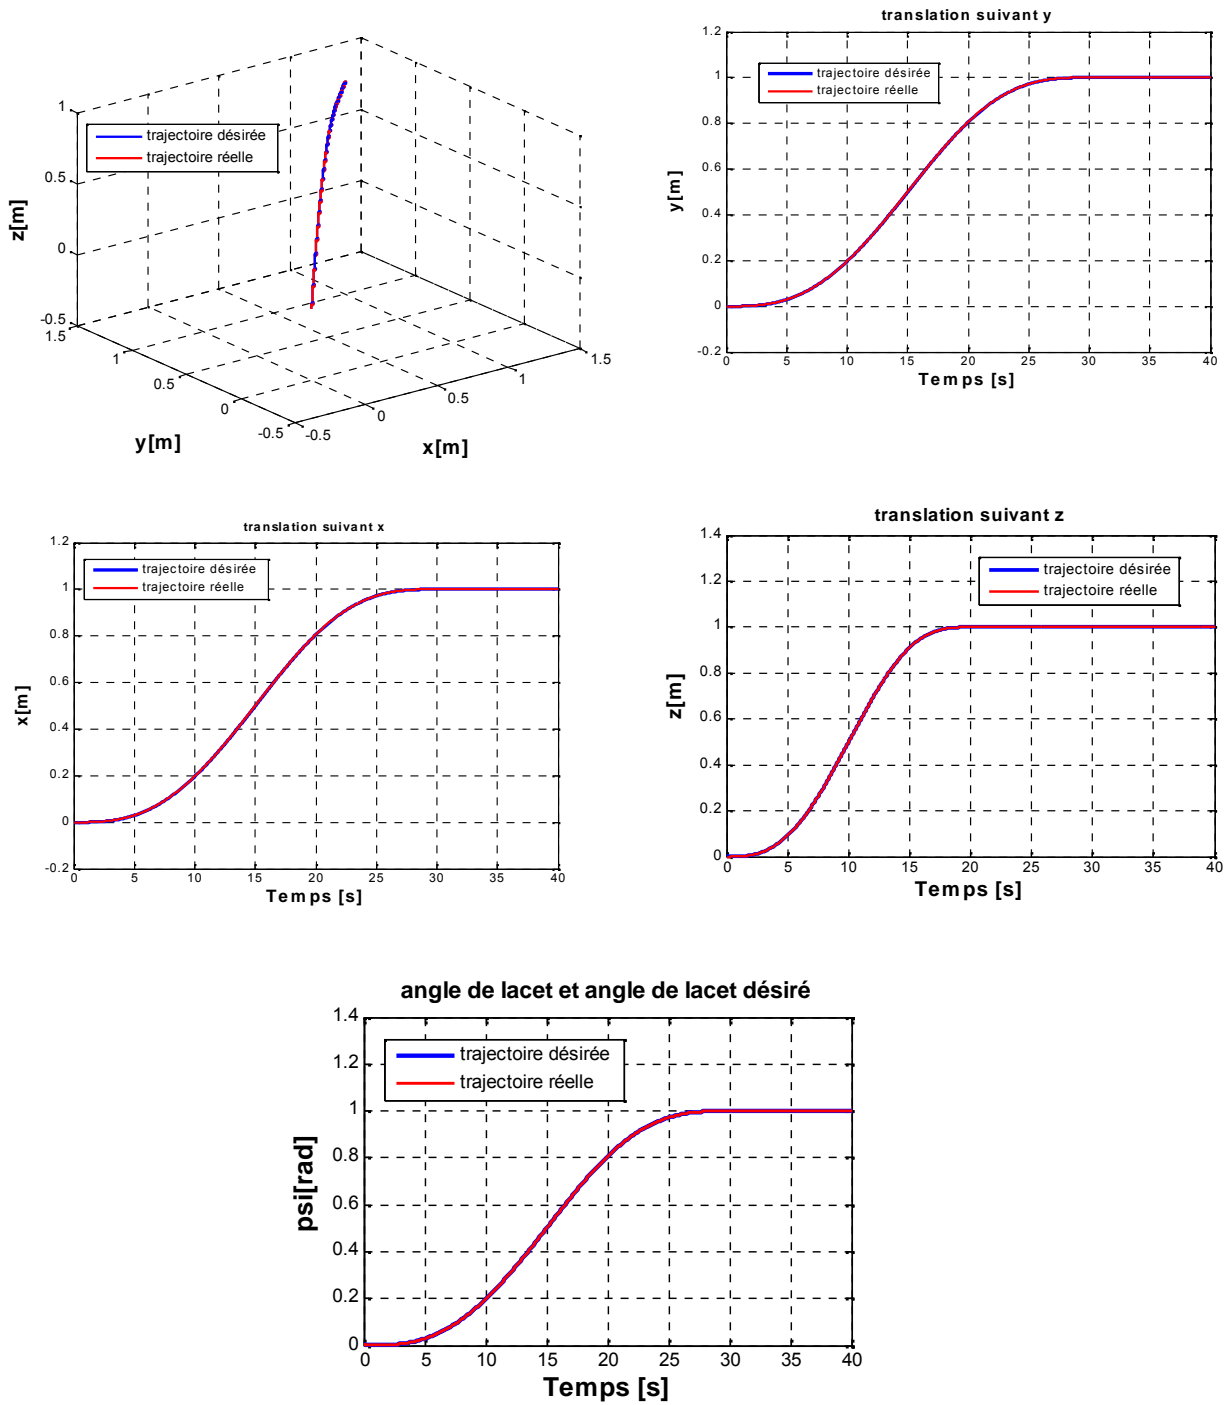 trajectoire désirée
trajectoire réelle
z[m]
1
0.5
0
-0.5
1.5
1
0.5
0
-0.5
y[m]
-0.5
0
0.5
1
1.5
x[m]
translation suivant y
trajectoire désirée
trajectoire réelle
y[m]
1.2
1
0.8
0.6
0.4
0.2
0
-0.2
0 5 10 15 20 25 30 35 40
Temps [s]
translation suivant x
trajectoire désirée
trajectoire réelle
x[m]
1.2
1
0.8
0.6
0.4
0.2
0
-0.2
0 5 10 15 20 25 30 35 40
Temps [s]
translation suivant z
trajectoire désirée
trajectoire réelle
z[m]
1.4
1.2
1
0.8
0.6
0.4
0.2
0
0 5 10 15 20 25 30 35 40
Temps [s]
angle de lacet et angle de lacet désiré
trajectoire désirée
trajectoire réelle
psi[rad]
1.4
1.2
1
0.8
0.6
0.4
0.2
0
0 5 10 15 20 25 30 35 40
Temps [s]